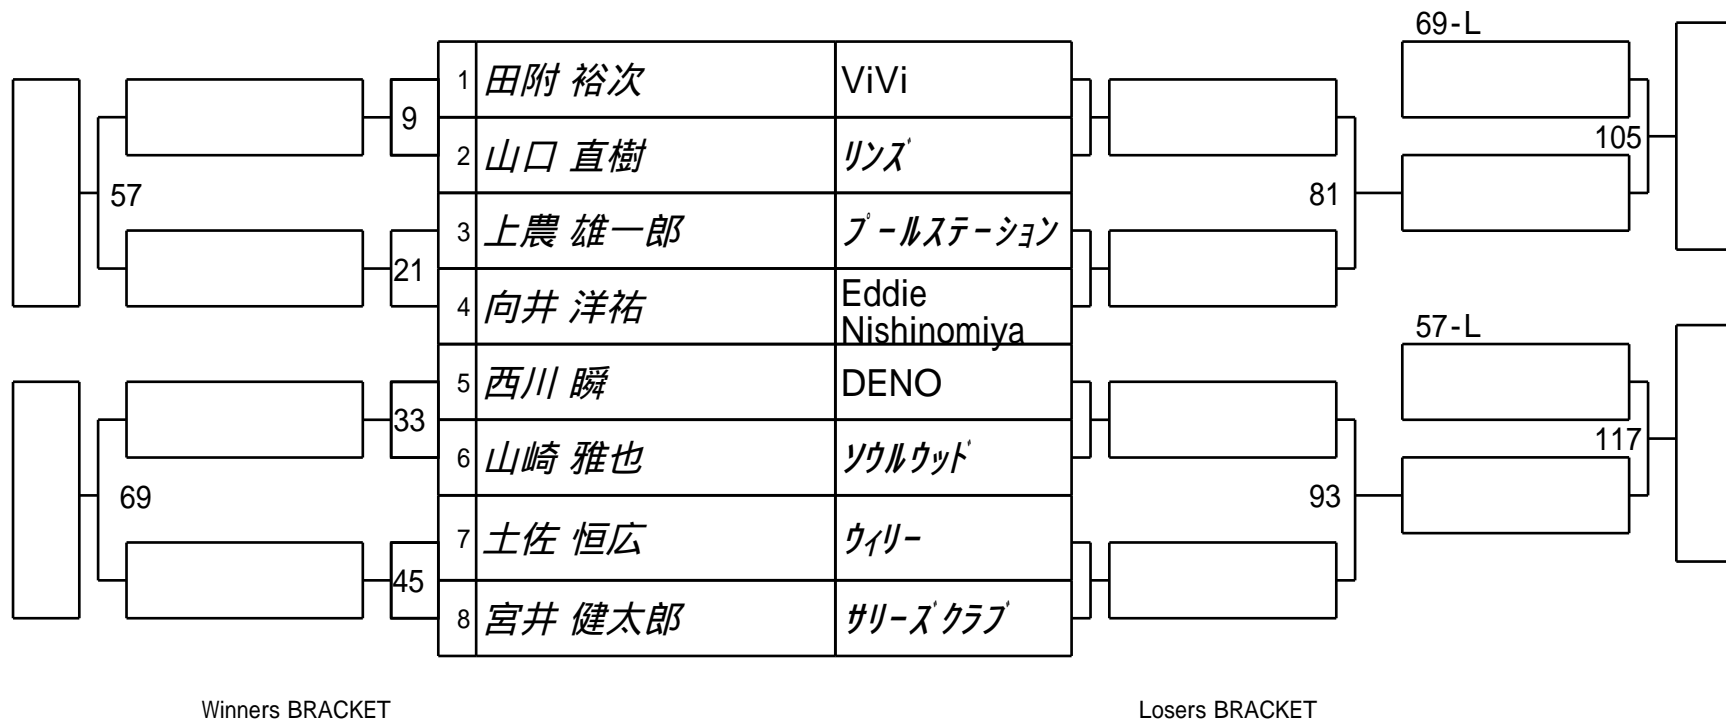 69-L
1 田附 裕次 ViVi
9
2 山口 直樹 ﾘﾝｽﾞ
105
57
81
3 上農 雄一郎 ﾌﾟｰﾙｽﾃｰｼｮﾝ
21
4 向井 洋祐 Eddie
Nishinomiya
57-L
5 西川 瞬 DENO
33
117
6 山崎 雅也 ｿｳﾙｳｯﾄﾞ
69
93
7 土佐 恒広 ｳｨﾘｰ
45
8 宮井 健太郎 ｻﾘｰｽﾞｸﾗﾌﾞ
Winners BRACKET
Losers BRACKET